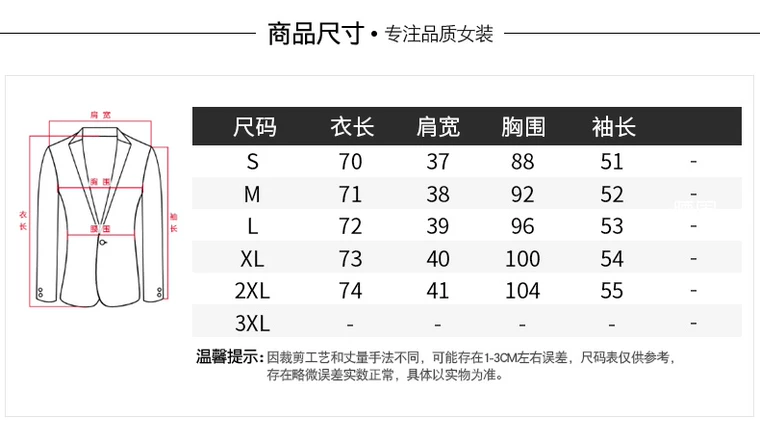 商品尺寸 • 专注品质女装
肩 宽
胸 围
衣长
腰 围
袖长
尺码 衣长 肩宽 胸围 袖长
S 70 37 88 51 -
M 71 38 92 52 -
L 72 39 96 53 -
XL 73 40 100 54 -
2XL 74 41 104 55 -
3XL - - - - -
温馨提示: 因裁剪工艺和丈量手法不同，可能存在1-3CM左右误差，尺码表仅供参考，
存在略微误差实数正常，具体以实物为准。